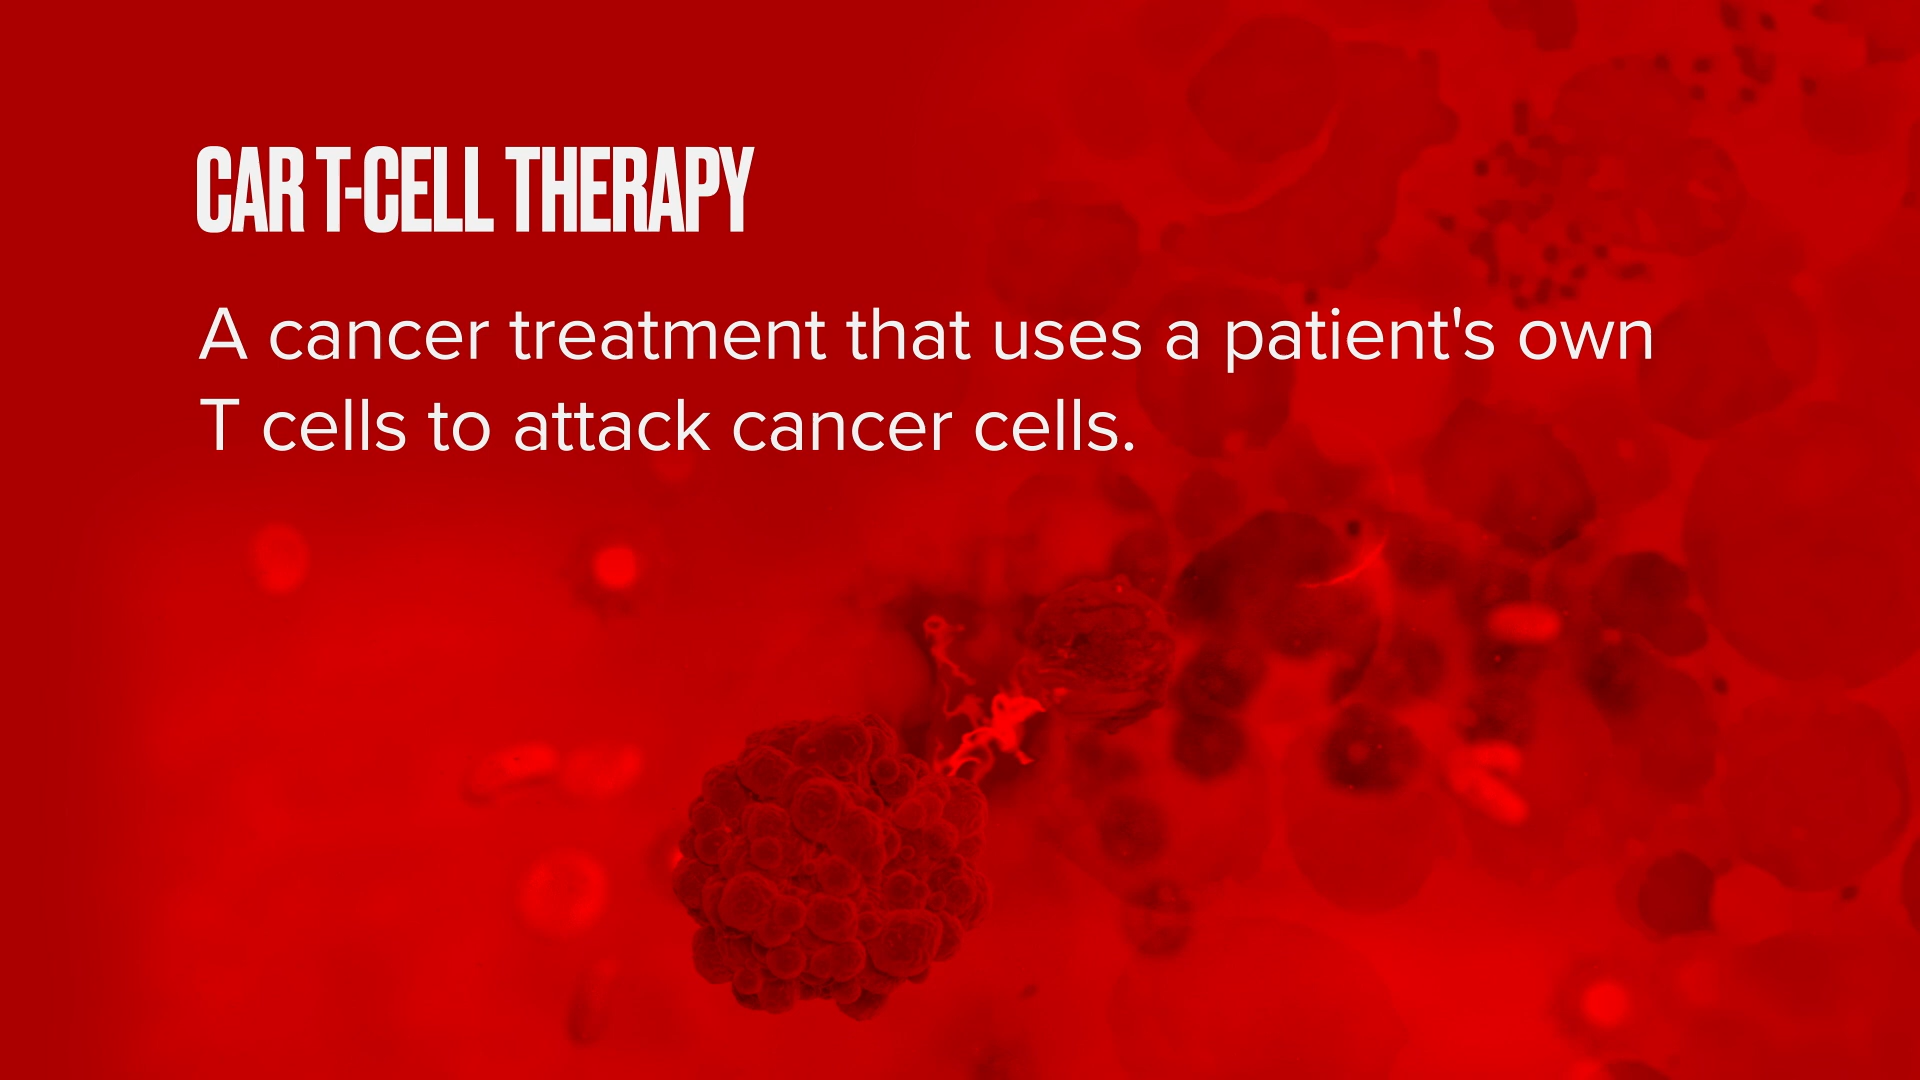 CAR T-CELL THERAPY
A cancer treatment that uses a patient's own
T cells to attack cancer cells.